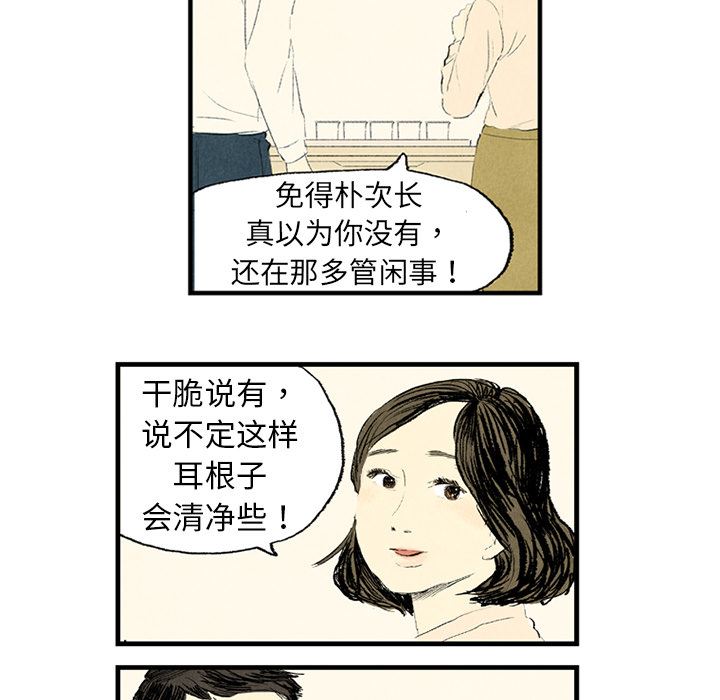 免得朴次长
真以为你没有，
还在那多管闲事！
干脆说有，
说不定这样
耳根子
会清净些！